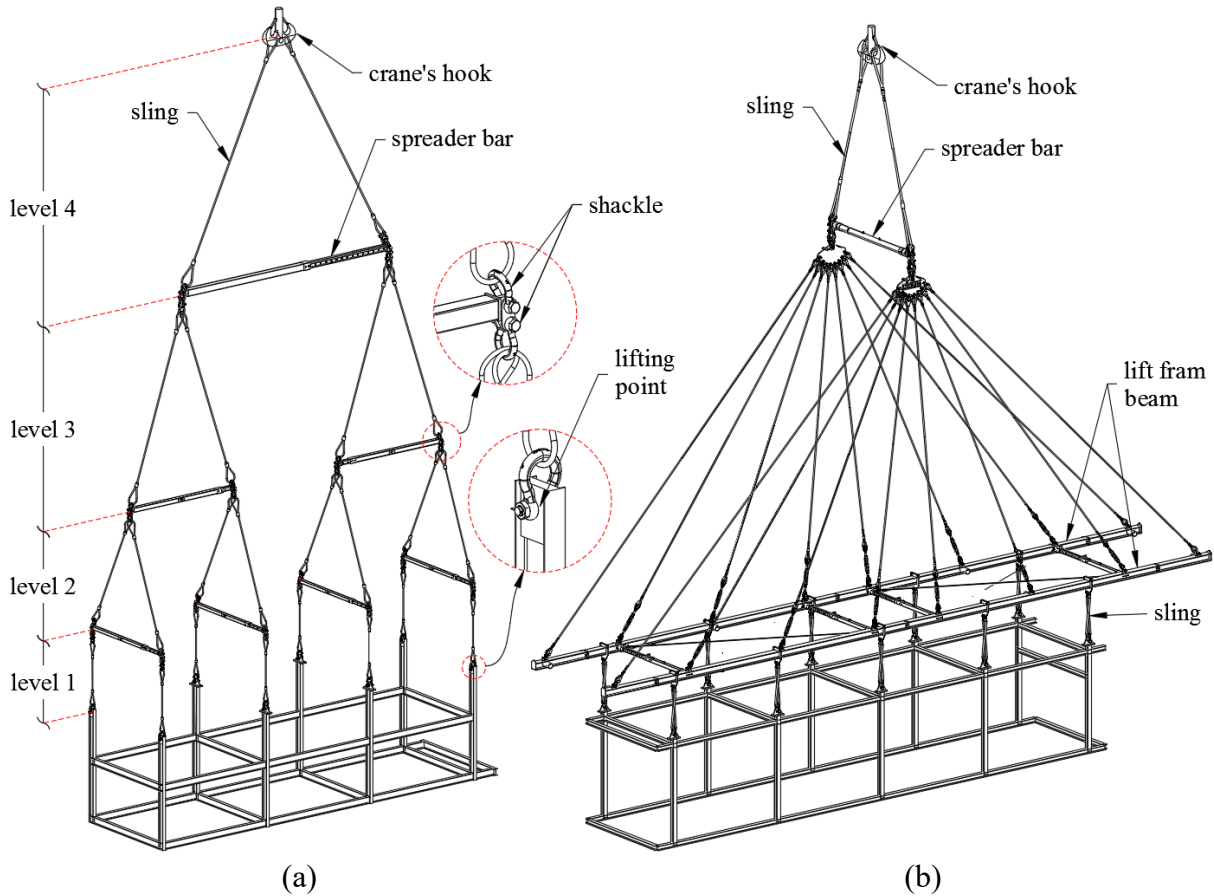 crane's hook
sling
spreader bar
level 4
shackle
lifting
point
level 3
level 2
level 1
(a)
crane's hook
sling
spreader bar
lift fram
beam
sling
(b)